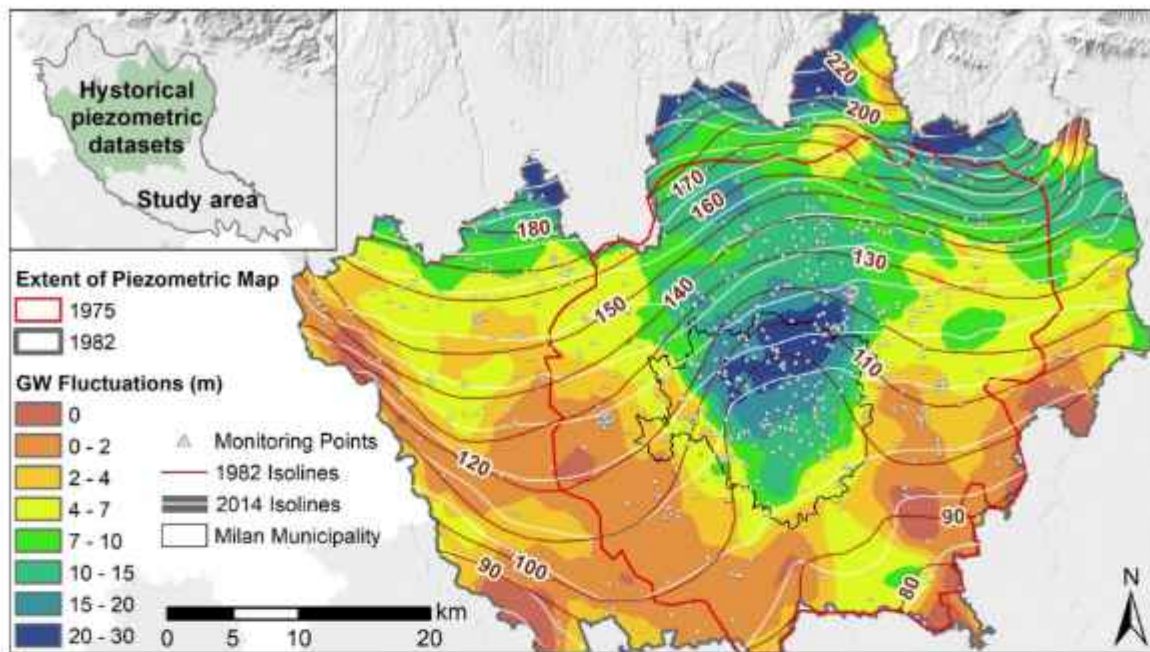 Hystorical
piezometric
datasets
Study area
Extent of Piezometric Map
1975
1982
GW Fluctuations (m)
0
0 - 2
2 - 4
4 - 7
7 - 10
10 - 15
15 - 20
20 - 30
Monitoring Points
1982 Isolines
2014 Isolines
Milan Municipality
km
0 5 10 20
220
200
170
160
180
130
140
150
110
120
100
90
90
80
N